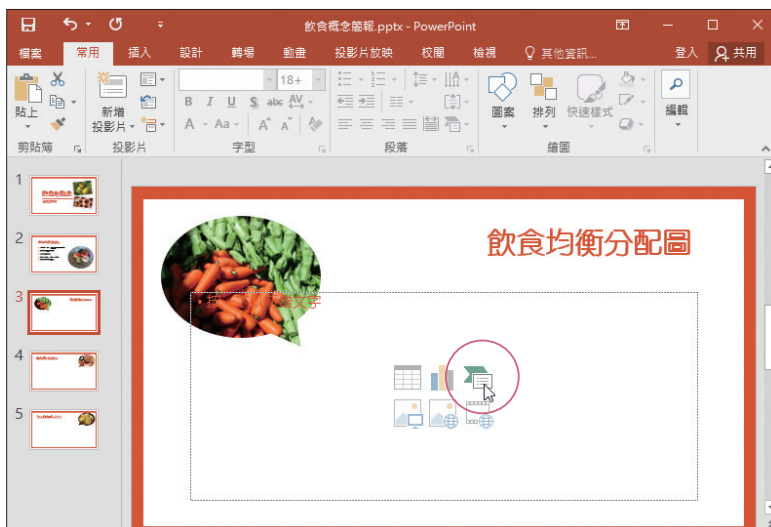 飲食概念簡報.pptx - PowerPoint
檔案 常用 插入 設計 轉場 動畫 投影片放映 校閱 檢視 其他資訊... 登入 共用
18+
B I U S abc AV
A Aa A A
貼上 新增投影片 圖案 排列 快速樣式 編輯
剪貼簿 投影片 字型 段落 繪圖
1
2
3
4
5
飲食均衡分配圖